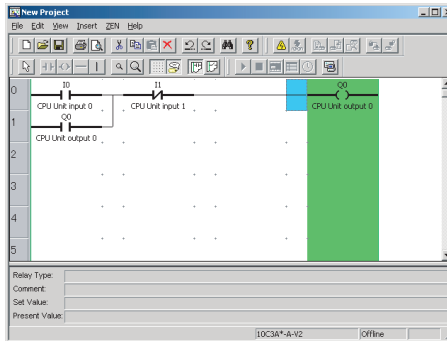 New Project
File Edit View Insert ZEN Help
0
I0
I1
Q0
CPU Unit input 0
CPU Unit input 1
CPU Unit output 0
1
Q0
CPU Unit output 0
2
3
4
5
Relay Type:
Comment:
Set Value:
Present Value:
10C3A*-A-V2 Offline